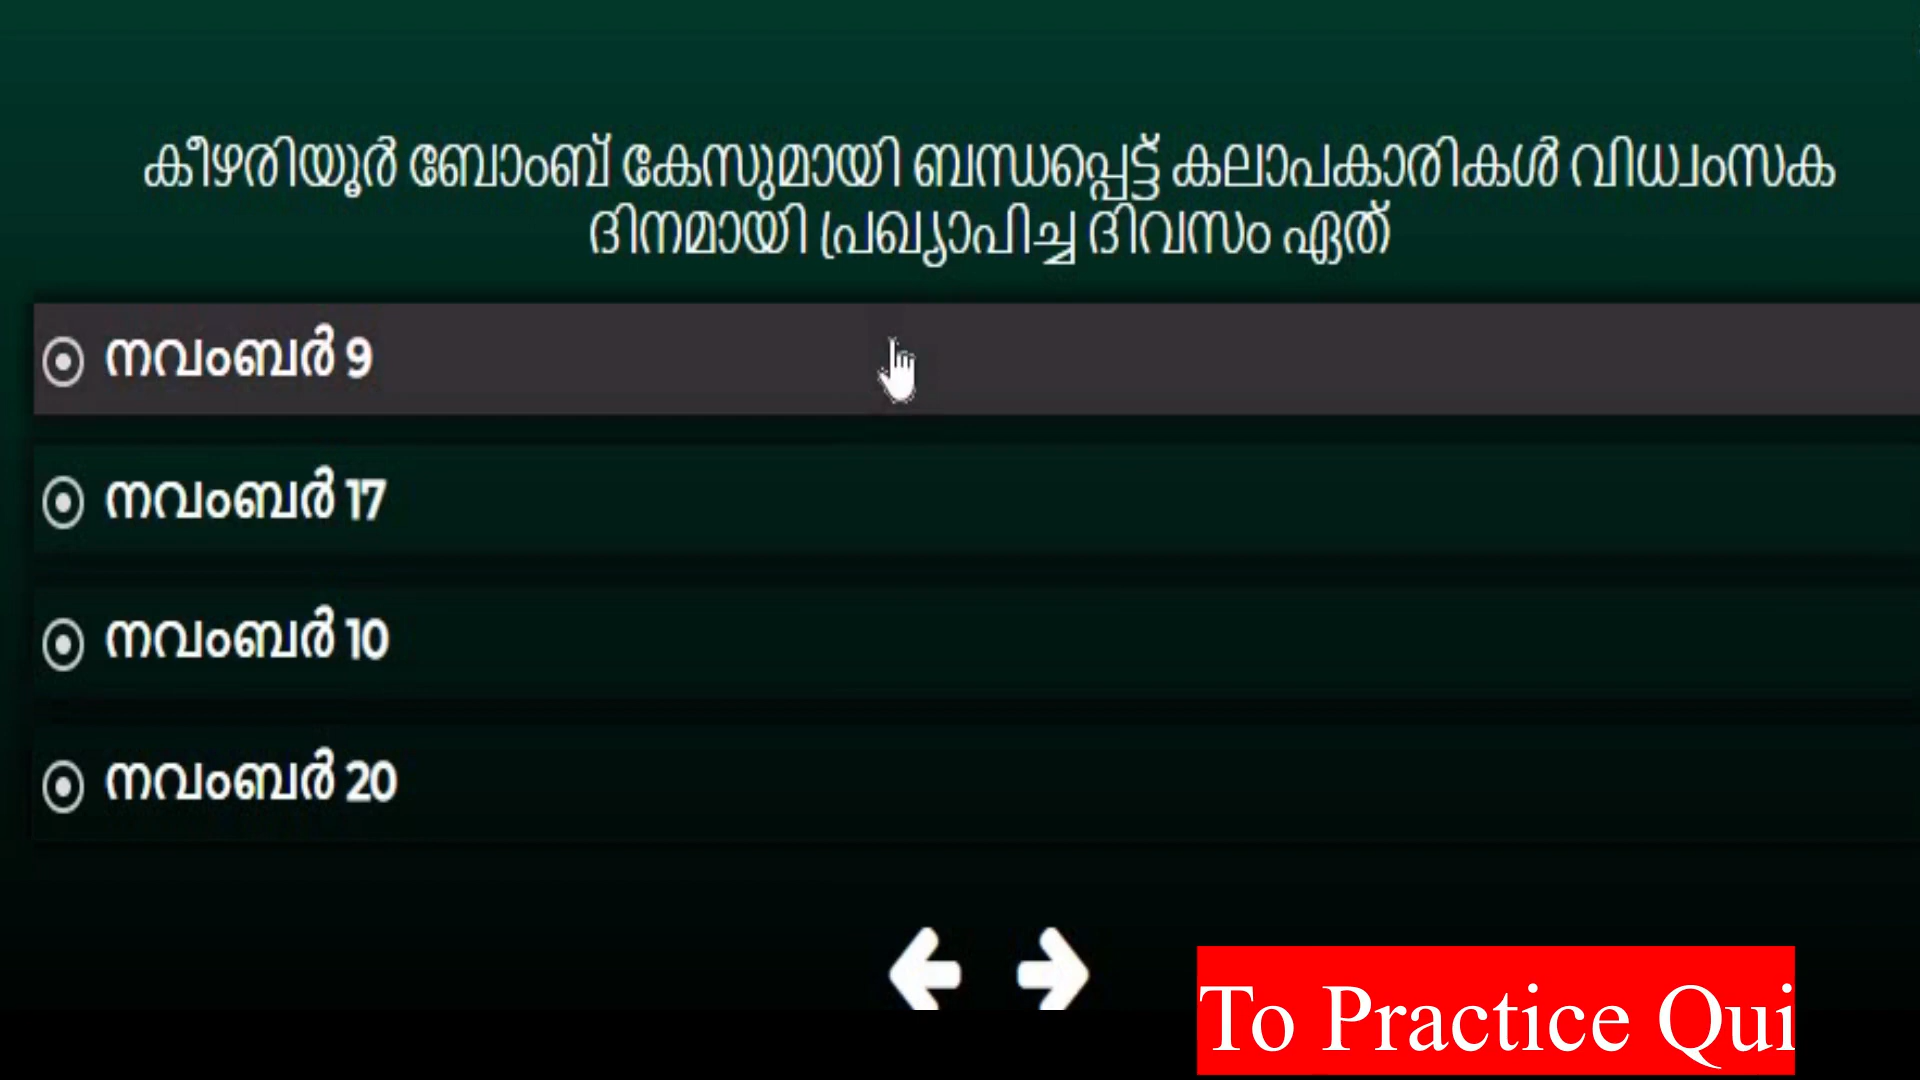 കീഴരിയൂർ ബോംബ് കേസുമായി ബന്ധപ്പെട്ട് കലാപകാരികൾ വിധ്വംസക
ദിനമായി പ്രഖ്യാപിച്ച ദിവസം ഏത്
നവംബർ 9
നവംബർ 17
നവംബർ 10
നവംബർ 20
To Practice Qui